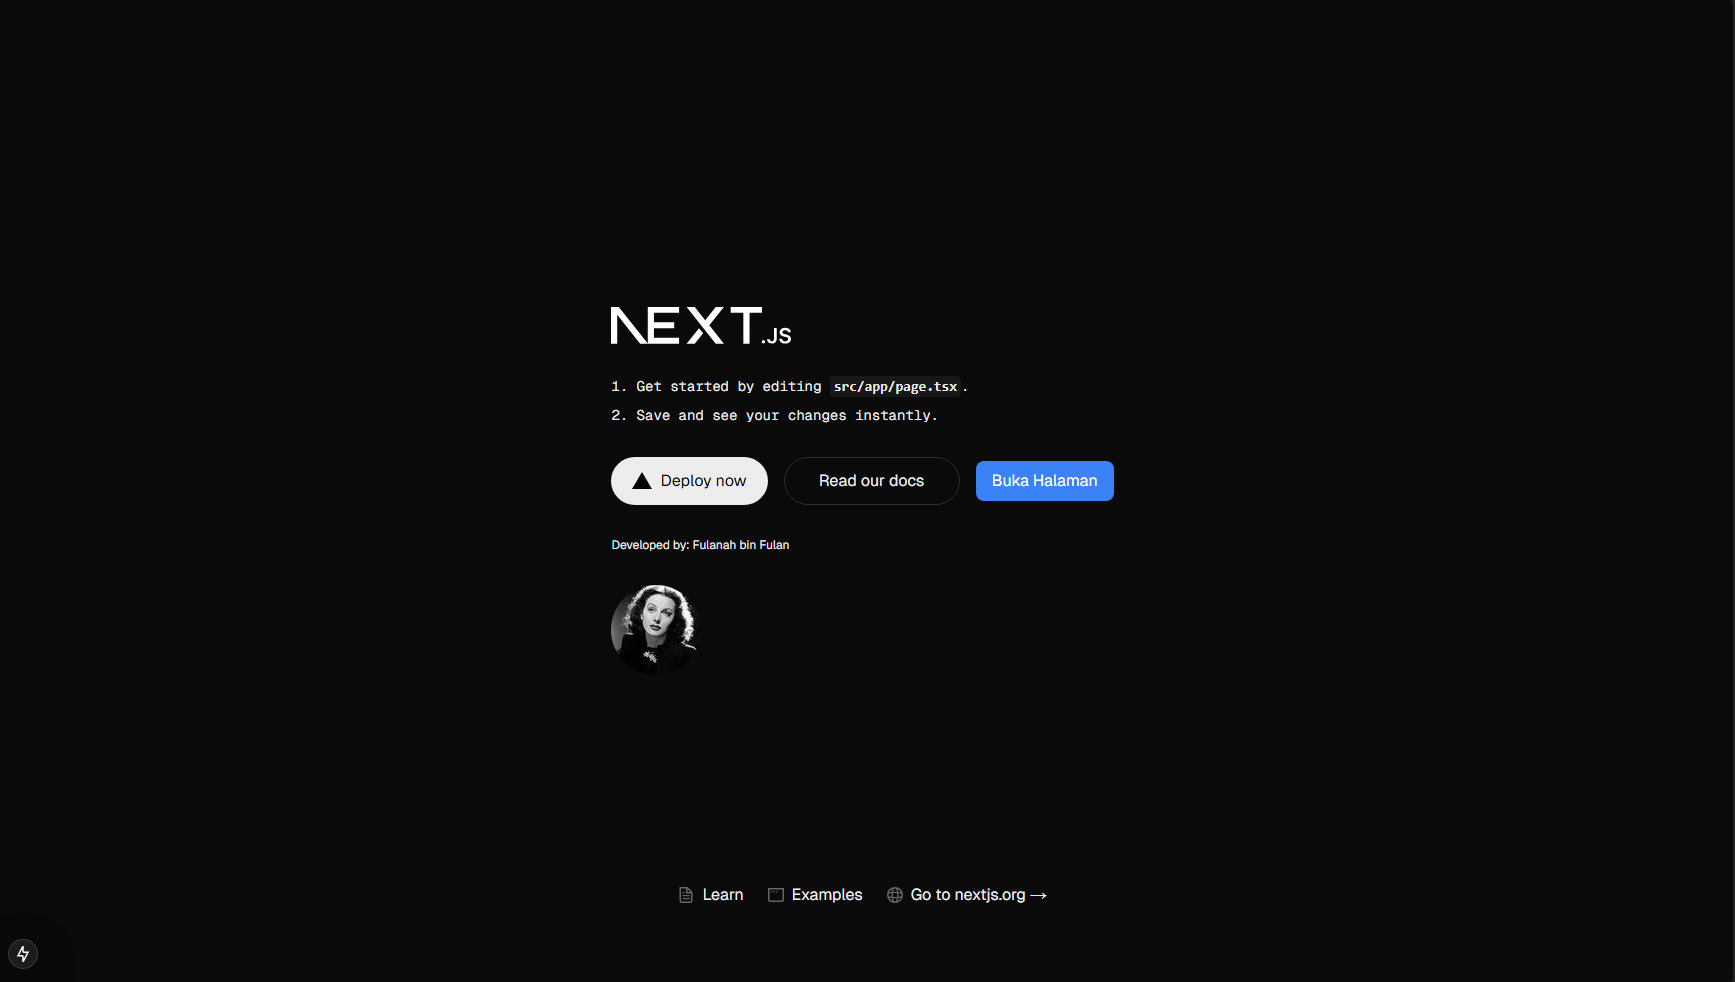 NEXT.JS
1. Get started by editing src/app/page.tsx.
2. Save and see your changes instantly.
Deploy now
Read our docs
Buka Halaman
Developed by: Fulanah bin Fulan
Learn
Examples
Go to nextjs.org →